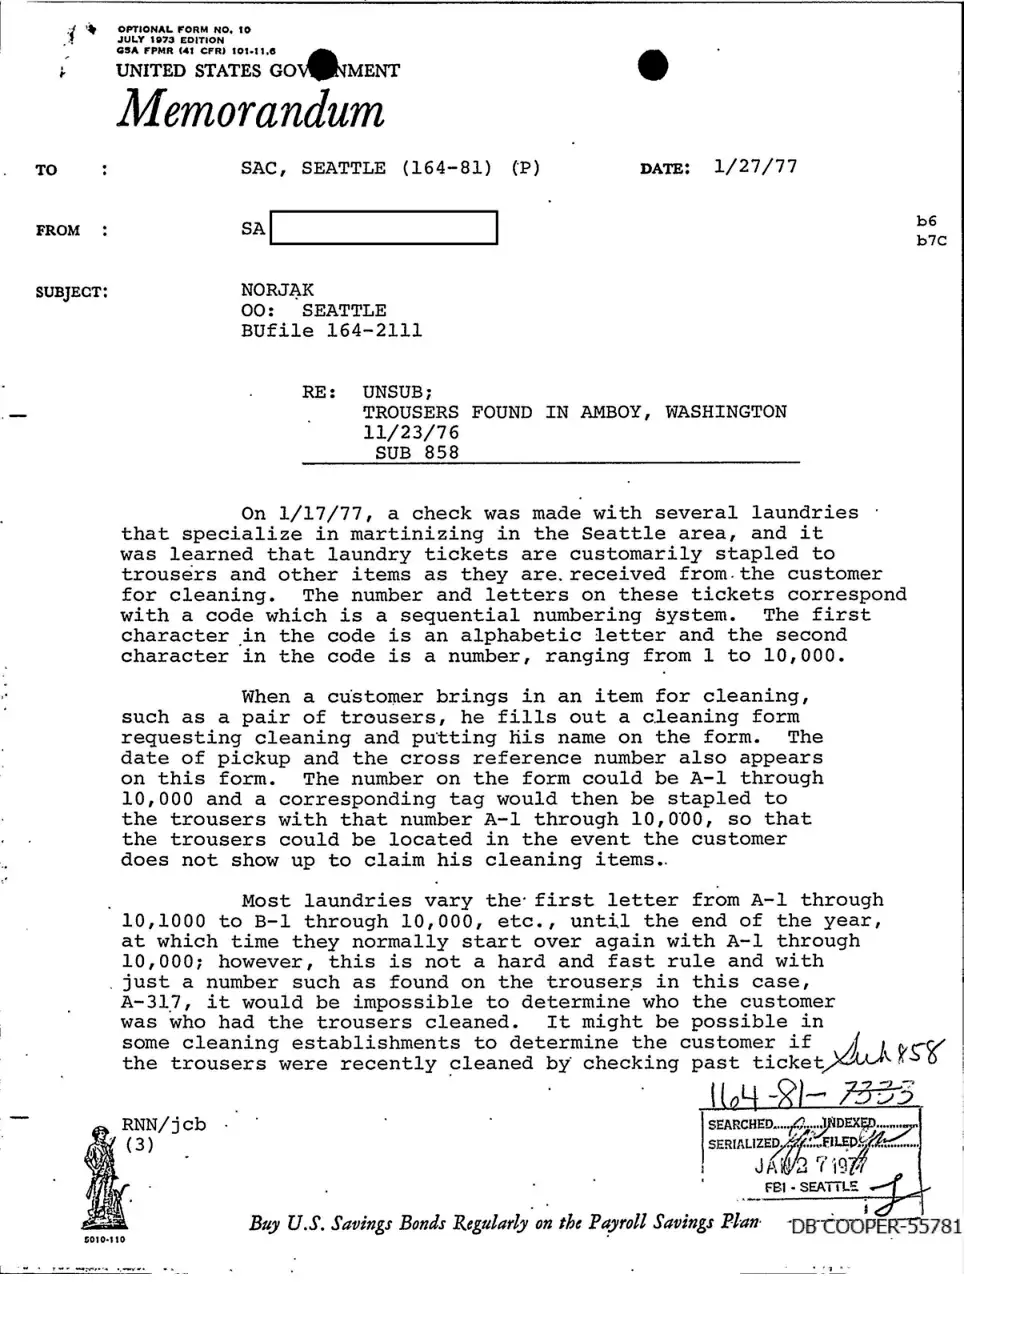 OPTIONAL FORM NO. 10
JULY 1973 EDITION
GSA FPMR (41 CFR) 101-11.6
UNITED STATES GOV NMENT
Memorandum
TO : SAC, SEATTLE (164-81) (P) DATE: 1/27/77
FROM : SA
b6
b7C
SUBJECT: NORJAK
OO: SEATTLE
BUfile 164-2111
RE: UNSUB;
TROUSERS FOUND IN AMBOY, WASHINGTON
11/23/76
SUB 858
On 1/17/77, a check was made with several laundries
that specialize in martinizing in the Seattle area, and it
was learned that laundry tickets are customarily stapled to
trousers and other items as they are received from the customer
for cleaning. The number and letters on these tickets correspond
with a code which is a sequential numbering system. The first
character in the code is an alphabetic letter and the second
character in the code is a number, ranging from 1 to 10,000.
When a customer brings in an item for cleaning,
such as a pair of trousers, he fills out a cleaning form
requesting cleaning and putting his name on the form. The
date of pickup and the cross reference number also appears
on this form. The number on the form could be A-1 through
10,000 and a corresponding tag would then be stapled to
the trousers with that number A-1 through 10,000, so that
the trousers could be located in the event the customer
does not show up to claim his cleaning items.
Most laundries vary the first letter from A-1 through
10,1000 to B-1 through 10,000, etc., until the end of the year,
at which time they normally start over again with A-1 through
10,000; however, this is not a hard and fast rule and with
just a number such as found on the trousers in this case,
A-317, it would be impossible to determine who the customer
was who had the trousers cleaned. It might be possible in
some cleaning establishments to determine the customer if
the trousers were recently cleaned by checking past ticket
Sub 858
164-81-7333
RNN/jcb
(3)
SEARCHED INDEXED
SERIALIZED FILED
JAN 27 1977
FBI - SEATTLE
5010-110
Buy U.S. Savings Bonds Regularly on the Payroll Savings Plan
DB COOPER-55781